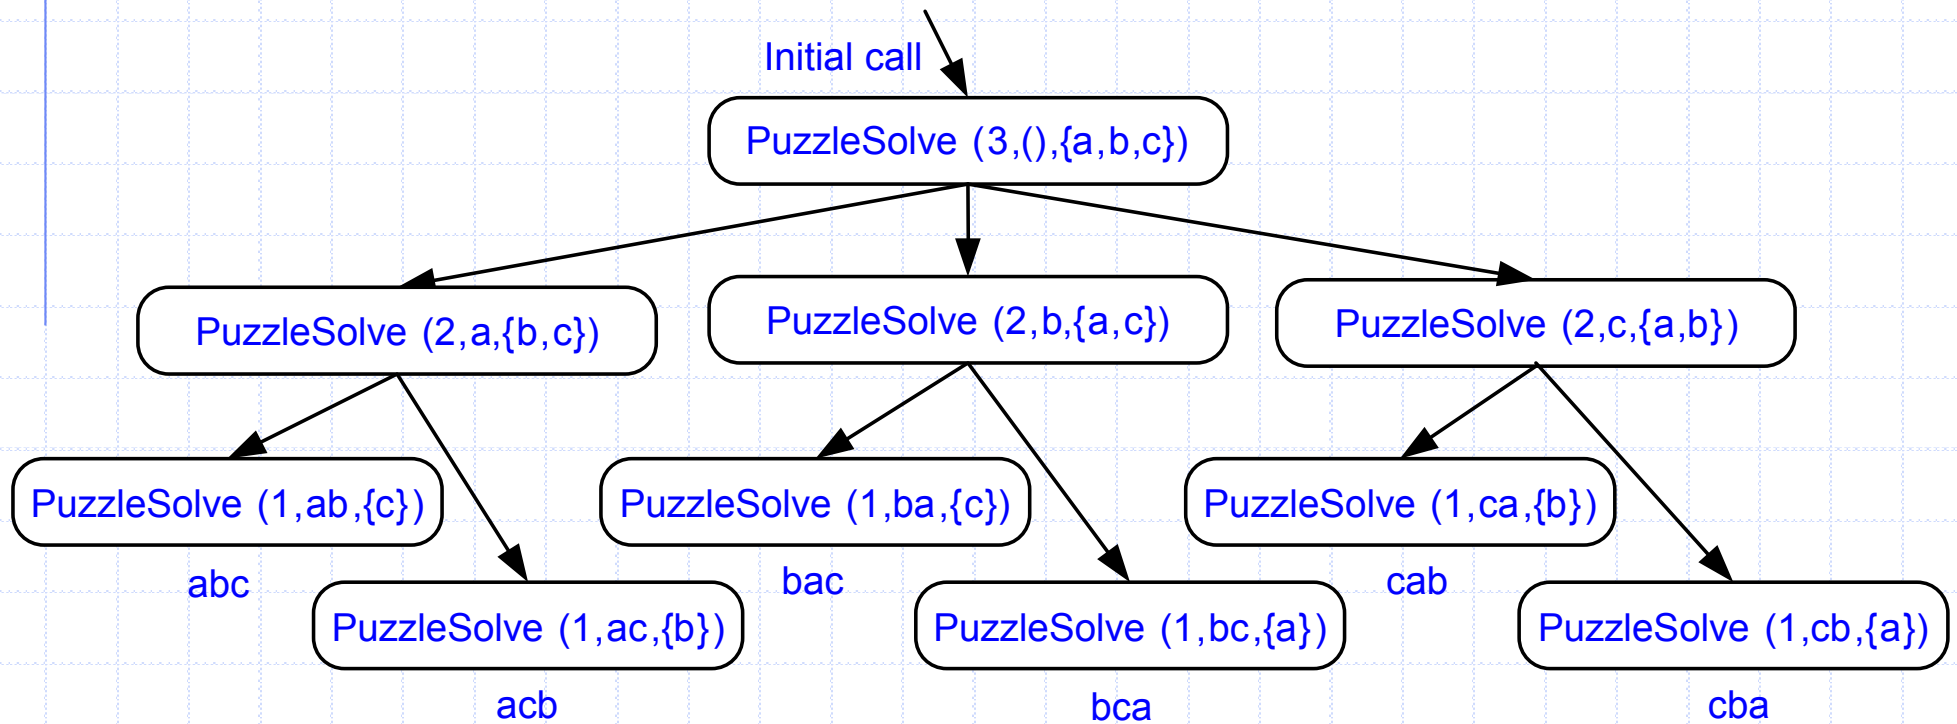 Initial call
PuzzleSolve (3,(),{a,b,c})
PuzzleSolve (2,a,{b,c})
PuzzleSolve (2,b,{a,c})
PuzzleSolve (2,c,{a,b})
PuzzleSolve (1,ab,{c})
PuzzleSolve (1,ba,{c})
PuzzleSolve (1,ca,{b})
abc
bac
cab
PuzzleSolve (1,ac,{b})
PuzzleSolve (1,bc,{a})
PuzzleSolve (1,cb,{a})
acb
bca
cba